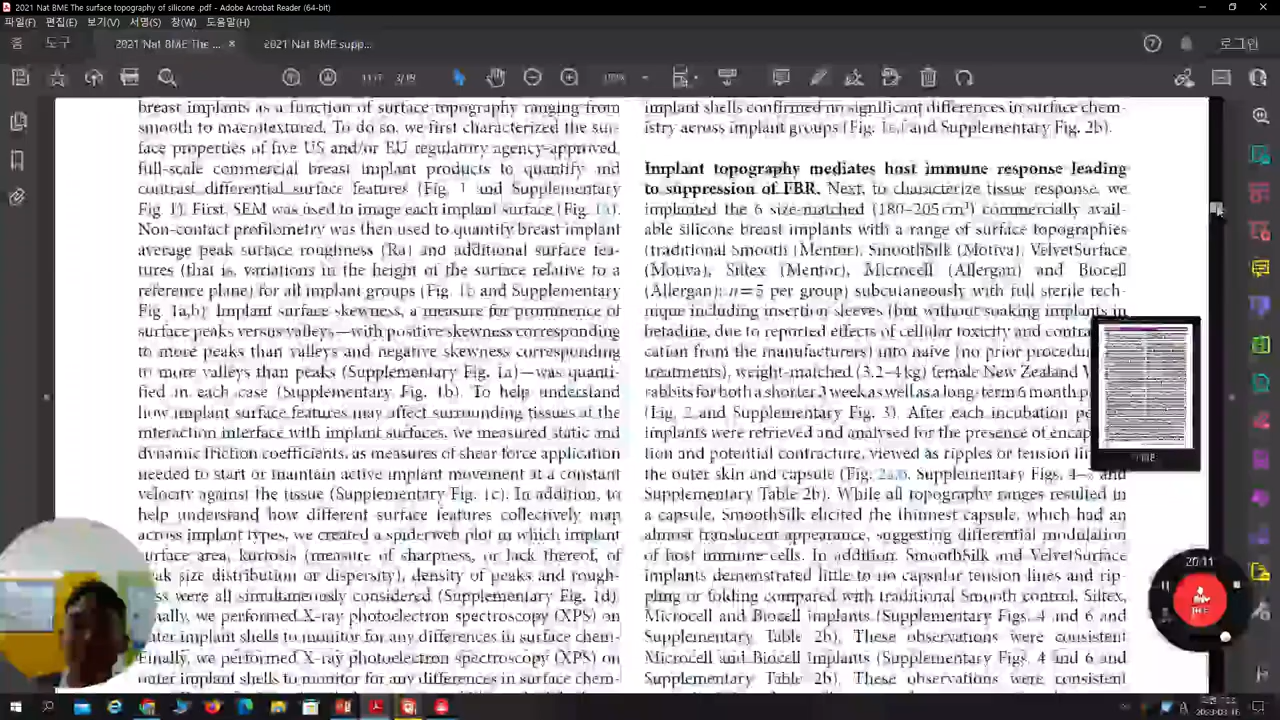 2021 Nat BME The surface topography of silicone .pdf - Adobe Acrobat Reader (64-bit)
파일(F) 편집(E) 보기(V) 서명(S) 창(W) 도움말(H)
홈 도구 2021 Nat BME The ... × 2021 Nat BME supp... 로그인
breast implants as a function of surface topography ranging from
smooth to macrotextured. To do so, we first characterized the sur-
face properties of five US and/or EU regulatory agency-approved,
full-scale commercial breast implant products to quantify and
contrast differential surface features (Fig. 1 and Supplementary
Fig. 1). First, SEM was used to image each implant surface (Fig. 1a).
Non-contact profilometry was then used to quantify breast implant
average peak surface roughness (Ra) and additional surface fea-
tures (that is, variations in the height of the surface relative to a
reference plane) for all implant groups (Fig. 1b and Supplementary
Fig. 1a,b). Implant surface skewness, a measure for prominence of
surface peaks versus valleys—with positive skewness corresponding
to more peaks than valleys and negative skewness corresponding
to more valleys than peaks (Supplementary Fig. 1a)—was quanti-
fied in each case (Supplementary Fig. 1b). To help understand
how implant surface features may affect surrounding tissues at the
interaction interface with implant surfaces, we measured static and
dynamic friction coefficients, as measures of shear force application
needed to start or maintain active implant movement at a constant
velocity against the tissue (Supplementary Fig. 1c). In addition, to
help understand how different surface features collectively map
across implant types, we created a spiderweb plot in which implant
surface area, kurtosis (measure of sharpness, or lack thereof, of
size distribution or dispersity), density of peaks and rough-
were all simultaneously considered (Supplementary Fig. 1d).
we performed X-ray photoelectron spectroscopy (XPS) on
outer implant shells to monitor for any differences in surface chem-
Finally, we performed X-ray photoelectron spectroscopy (XPS) on
outer implant shells to monitor for any differences in surface chem-
implant shells confirmed no significant differences in surface chem-
istry across implant groups (Fig. and Supplementary Fig. 2b).
Implant topography mediates host immune response leading
to suppression of FBR. Next, to characterize tissue response, we
implanted the 6 size-matched (180–205 cm³) commercially avail-
able silicone breast implants with a range of surface topographies
(traditional Smooth (Mentor), SmoothSilk (Motiva), VelvetSurface
(Motiva), Siltex (Mentor), Microcell (Allergan) and Biocell
(Allergan); n=5 per group) subcutaneously with full sterile tech-
nique including insertion sleeves (but without soaking implants in
betadine, due to reported effects of cellular toxicity and contra
cation from the manufacturers) into naive (no prior procedu
treatments), weight-matched (3.2–4 kg) female New Zealand
rabbits for both a shorter 3 week as well as a long-term 6 month
(Fig. 2 and Supplementary Fig. 3). After each incubation pe
implants were retrieved and analysed for the presence of encap
tion and potential contracture, viewed as ripples or tension li
the outer skin and capsule (Fig. 2a,b, Supplementary Figs. and
Supplementary Table 2b). While all topography ranges resulted in
a capsule, SmoothSilk elicited the thinnest capsule, which had an
almost translucent appearance, suggesting differential modulation
of host immune cells. In addition, SmoothSilk and VelvetSurface
implants demonstrated little to no capsular tension lines and rip-
pling or folding compared with traditional Smooth control, Siltex,
Microcell and Biocell implants (Supplementary Figs. 4 and 6 and
Supplementary Table 2b). These observations were consistent
Microcell and Biocell implants (Supplementary Figs. 4 and 6 and
Supplementary Table 2b). These observations were consistent
20:11